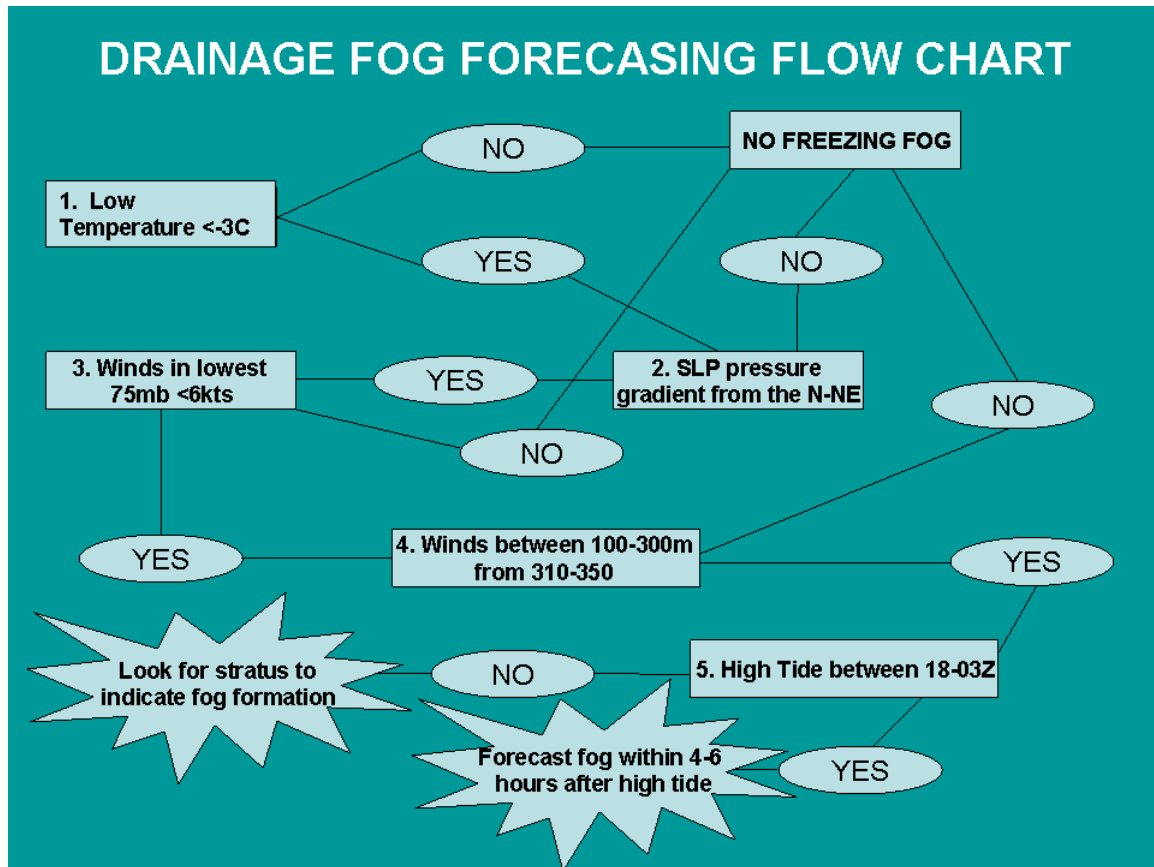 DRAINAGE FOG FORECASING FLOW CHART
NO
NO FREEZING FOG
1. Low
Temperature <-3C
YES
NO
3. Winds in lowest
75mb <6kts
YES
2. SLP pressure
gradient from the N-NE
NO
NO
YES
4. Winds between 100-300m
from 310-350
YES
Look for stratus to
indicate fog formation
NO
5. High Tide between 18-03Z
Forecast fog within 4-6
hours after high tide
YES